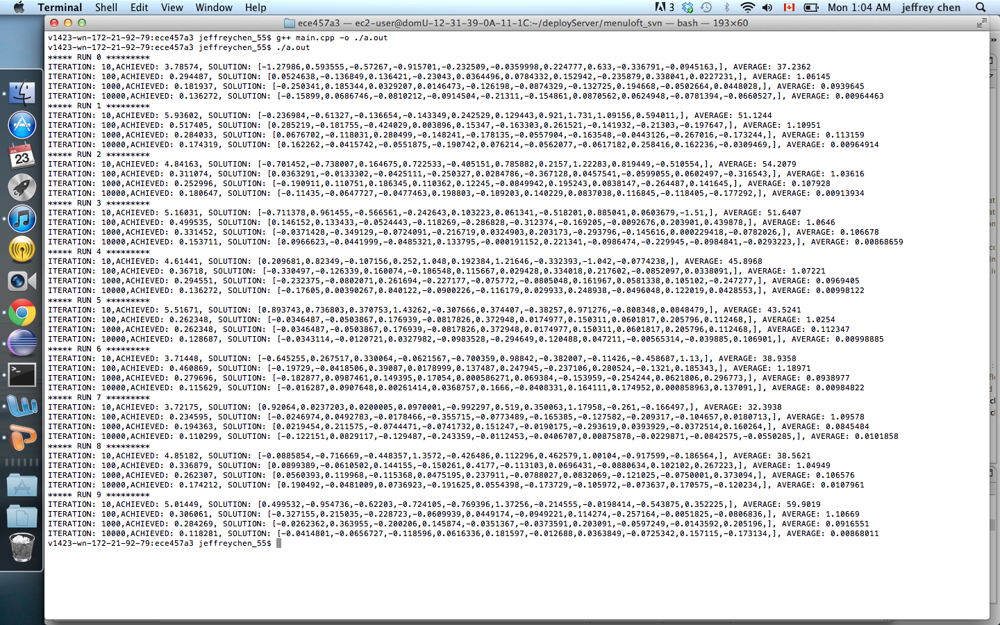 Terminal Shell Edit View Window Help 3 Mon 1:04 AM jeffrey chen
ece457a3 — ec2-user@domU-12-31-39-0A-11-1C:~/deployServer/menuloft_svn — bash — 193×60
v1423-wn-172-21-92-79:ece457a3 jeffreychen_55$ g++ main.cpp -o ./a.out
v1423-wn-172-21-92-79:ece457a3 jeffreychen_55$ ./a.out
***** RUN 0 *********
ITERATION: 10,ACHIEVED: 3.78574, SOLUTION: [-1.27986,0.593555,-0.57267,-0.915701,-0.232509,-0.0359998,0.224777,0.633,-0.336791,-0.0945163,], AVERAGE: 37.2362
ITERATION: 100,ACHIEVED: 0.294487, SOLUTION: [0.0524638,-0.136849,0.136421,-0.23043,0.0364496,0.0784332,0.152942,-0.235879,0.338041,0.0227231,], AVERAGE: 1.06145
ITERATION: 1000,ACHIEVED: 0.181937, SOLUTION: [-0.250341,0.185344,0.0329207,0.0146473,-0.126198,-0.0874329,-0.132725,0.194668,-0.0502664,0.0448028,], AVERAGE: 0.0939645
ITERATION: 10000,ACHIEVED: 0.136272, SOLUTION: [-0.15899,0.0686746,-0.0810212,-0.0914504,-0.21311,-0.154861,0.0870562,0.0624948,-0.0781394,-0.0660527,], AVERAGE: 0.00964463
***** RUN 1 *********
ITERATION: 10,ACHIEVED: 5.93602, SOLUTION: [-0.236984,-0.61327,-0.136654,-0.143349,0.242529,0.129443,0.921,1.731,1.09156,0.594011,], AVERAGE: 51.1244
ITERATION: 100,ACHIEVED: 0.517405, SOLUTION: [0.285219,-0.181755,-0.424029,0.003896,0.15347,-0.163303,0.261521,-0.141932,-0.21303,-0.197647,], AVERAGE: 1.10951
ITERATION: 1000,ACHIEVED: 0.284033, SOLUTION: [0.0676702,-0.118031,0.280499,-0.148241,-0.178135,-0.0557904,-0.163548,-0.0443126,-0.267016,-0.173244,], AVERAGE: 0.113159
ITERATION: 10000,ACHIEVED: 0.174319, SOLUTION: [0.162262,-0.0415742,-0.0551875,-0.190742,0.076214,-0.0562077,-0.0617182,0.258416,0.162236,-0.0309469,], AVERAGE: 0.00964914
***** RUN 2 *********
ITERATION: 10,ACHIEVED: 4.84163, SOLUTION: [-0.701452,-0.738007,0.164675,0.722533,-0.405151,0.785882,0.2157,1.22283,0.819449,-0.510554,], AVERAGE: 54.2079
ITERATION: 100,ACHIEVED: 0.311074, SOLUTION: [0.0363291,-0.0133302,-0.0425111,-0.250327,0.0284786,-0.367128,0.0457541,-0.0599055,0.0602497,-0.316543,], AVERAGE: 1.03616
ITERATION: 1000,ACHIEVED: 0.252996, SOLUTION: [-0.190911,0.110751,0.186345,0.110362,0.12245,-0.0849942,0.195243,0.0838147,-0.264487,0.141645,], AVERAGE: 0.107928
ITERATION: 10000,ACHIEVED: 0.180647, SOLUTION: [-0.11435,-0.0647727,-0.0477463,0.198803,-0.189203,0.140229,0.0837038,0.116845,-0.118405,-0.177292,], AVERAGE: 0.00913934
***** RUN 3 *********
ITERATION: 10,ACHIEVED: 5.16031, SOLUTION: [-0.711378,0.961455,-0.566561,-0.242643,0.103223,0.061341,-0.518201,0.885041,0.0603679,-1.51,], AVERAGE: 51.6407
ITERATION: 100,ACHIEVED: 0.499535, SOLUTION: [0.146152,0.133433,-0.0524443,-0.118269,-0.286828,-0.312374,-0.169205,-0.0092676,0.203901,0.439878,], AVERAGE: 1.0646
ITERATION: 1000,ACHIEVED: 0.331452, SOLUTION: [-0.0371428,-0.349129,-0.0724091,-0.216719,0.0324903,0.203173,-0.293796,-0.145616,0.000229418,-0.0782026,], AVERAGE: 0.106678
ITERATION: 10000,ACHIEVED: 0.153711, SOLUTION: [0.0966623,-0.0441999,-0.0485321,0.133795,-0.000191152,0.221341,-0.0986474,-0.229945,-0.0984841,-0.0293223,], AVERAGE: 0.00868659
***** RUN 4 *********
ITERATION: 10,ACHIEVED: 4.61441, SOLUTION: [0.209681,0.82349,-0.107156,0.252,1.048,0.192384,1.21646,-0.332393,-1.042,-0.0774238,], AVERAGE: 45.8968
ITERATION: 100,ACHIEVED: 0.36718, SOLUTION: [-0.330497,-0.126339,0.160074,-0.186548,0.115667,0.029428,0.334018,0.217602,-0.0852097,0.0338091,], AVERAGE: 1.07221
ITERATION: 1000,ACHIEVED: 0.294551, SOLUTION: [-0.232375,-0.0802071,0.261694,-0.227177,-0.075772,-0.0805048,0.161967,0.0581338,0.105102,-0.247277,], AVERAGE: 0.0969405
ITERATION: 10000,ACHIEVED: 0.136272, SOLUTION: [-0.17605,0.00390267,0.040122,-0.0900226,-0.116179,0.029933,0.248938,-0.0496048,0.122019,0.0428553,], AVERAGE: 0.00998122
***** RUN 5 *********
ITERATION: 10,ACHIEVED: 5.51671, SOLUTION: [0.893743,0.736803,0.370753,1.43262,-0.307666,0.374407,-0.38257,0.971276,-0.808348,0.0848479,], AVERAGE: 43.5241
ITERATION: 100,ACHIEVED: 0.262348, SOLUTION: [-0.0346487,-0.0503867,0.176939,-0.0817826,0.372948,0.0174977,0.150311,0.0601817,0.205796,0.112468,], AVERAGE: 1.0254
ITERATION: 1000,ACHIEVED: 0.262348, SOLUTION: [-0.0346487,-0.0503867,0.176939,-0.0817826,0.372948,0.0174977,0.150311,0.0601817,0.205796,0.112468,], AVERAGE: 0.112347
ITERATION: 10000,ACHIEVED: 0.128687, SOLUTION: [-0.0343114,-0.0120721,0.0327982,-0.0983528,-0.294649,0.120488,0.047211,-0.00565314,-0.039885,0.106901,], AVERAGE: 0.00998885
***** RUN 6 *********
ITERATION: 10,ACHIEVED: 3.71448, SOLUTION: [-0.645255,0.267517,0.330064,-0.0621567,-0.700359,0.98842,-0.382007,-0.11426,-0.458687,1.13,], AVERAGE: 38.9358
ITERATION: 100,ACHIEVED: 0.460869, SOLUTION: [-0.19729,-0.0418506,0.39087,0.0178999,0.137487,0.247945,-0.237106,0.280524,-0.1321,0.185343,], AVERAGE: 1.18971
ITERATION: 1000,ACHIEVED: 0.279696, SOLUTION: [-0.182877,0.0987461,0.149395,0.17054,0.000586271,0.069384,-0.153959,-0.254244,0.0621806,0.296773,], AVERAGE: 0.0938977
ITERATION: 10000,ACHIEVED: 0.115629, SOLUTION: [-0.016287,0.0907648,0.00261414,0.0368757,0.1666,-0.0408331,0.164111,0.174952,0.000858963,0.137091,], AVERAGE: 0.00984822
***** RUN 7 *********
ITERATION: 10,ACHIEVED: 3.72175, SOLUTION: [0.92064,0.0237203,0.0200005,0.0970001,-0.992297,0.519,0.350063,1.17958,-0.261,-0.166497,], AVERAGE: 32.3938
ITERATION: 100,ACHIEVED: 0.234595, SOLUTION: [-0.0246974,0.0492783,-0.0178466,-0.355715,-0.0773489,-0.165385,-0.127582,-0.209317,-0.104657,0.0180713,], AVERAGE: 1.09578
ITERATION: 1000,ACHIEVED: 0.194363, SOLUTION: [0.0219454,0.211575,-0.0744471,-0.0741732,0.151247,-0.0190175,-0.293619,0.0393929,-0.0372514,0.160264,], AVERAGE: 0.0845484
ITERATION: 10000,ACHIEVED: 0.110299, SOLUTION: [-0.122151,0.0829117,-0.129487,-0.243359,-0.0112453,-0.0406707,0.00875878,-0.0229871,-0.0842575,-0.0550285,], AVERAGE: 0.0101858
***** RUN 8 *********
ITERATION: 10,ACHIEVED: 4.85182, SOLUTION: [-0.0885854,-0.716669,-0.448357,1.3572,-0.426486,0.112296,0.462579,1.00104,-0.917599,-0.186564,], AVERAGE: 38.5621
ITERATION: 100,ACHIEVED: 0.336879, SOLUTION: [0.0899389,-0.0610502,0.144155,-0.150261,0.4177,-0.113103,0.0696431,-0.0880634,0.102102,0.267223,], AVERAGE: 1.04949
ITERATION: 1000,ACHIEVED: 0.262307, SOLUTION: [0.0560393,0.119968,-0.115368,0.0475195,0.237911,-0.0788027,0.0832069,-0.121025,-0.0750001,0.373094,], AVERAGE: 0.106576
ITERATION: 10000,ACHIEVED: 0.174212, SOLUTION: [0.190492,-0.0481009,0.0736923,-0.191625,0.0554398,-0.173729,-0.105972,-0.073637,0.170575,-0.120234,], AVERAGE: 0.0107961
***** RUN 9 *********
ITERATION: 10,ACHIEVED: 5.01449, SOLUTION: [0.499532,-0.954736,-0.62203,-0.724105,-0.769396,1.37256,-0.214555,-0.0198414,-0.543875,0.352225,], AVERAGE: 59.9019
ITERATION: 100,ACHIEVED: 0.306061, SOLUTION: [-0.327155,0.215035,-0.228723,-0.0609939,0.0449174,-0.0949221,0.114274,-0.257164,-0.0051825,-0.0806836,], AVERAGE: 1.10669
ITERATION: 1000,ACHIEVED: 0.284269, SOLUTION: [-0.0262362,0.363955,-0.200206,0.145874,-0.0351367,-0.0373591,0.203091,-0.0597249,-0.0143592,0.205196,], AVERAGE: 0.0916551
ITERATION: 10000,ACHIEVED: 0.118281, SOLUTION: [-0.0414801,-0.0656727,-0.118596,0.0616336,0.181597,-0.012688,0.0363849,-0.0725342,0.157115,-0.173134,], AVERAGE: 0.00868011
v1423-wn-172-21-92-79:ece457a3 jeffreychen_55$
JUL
23